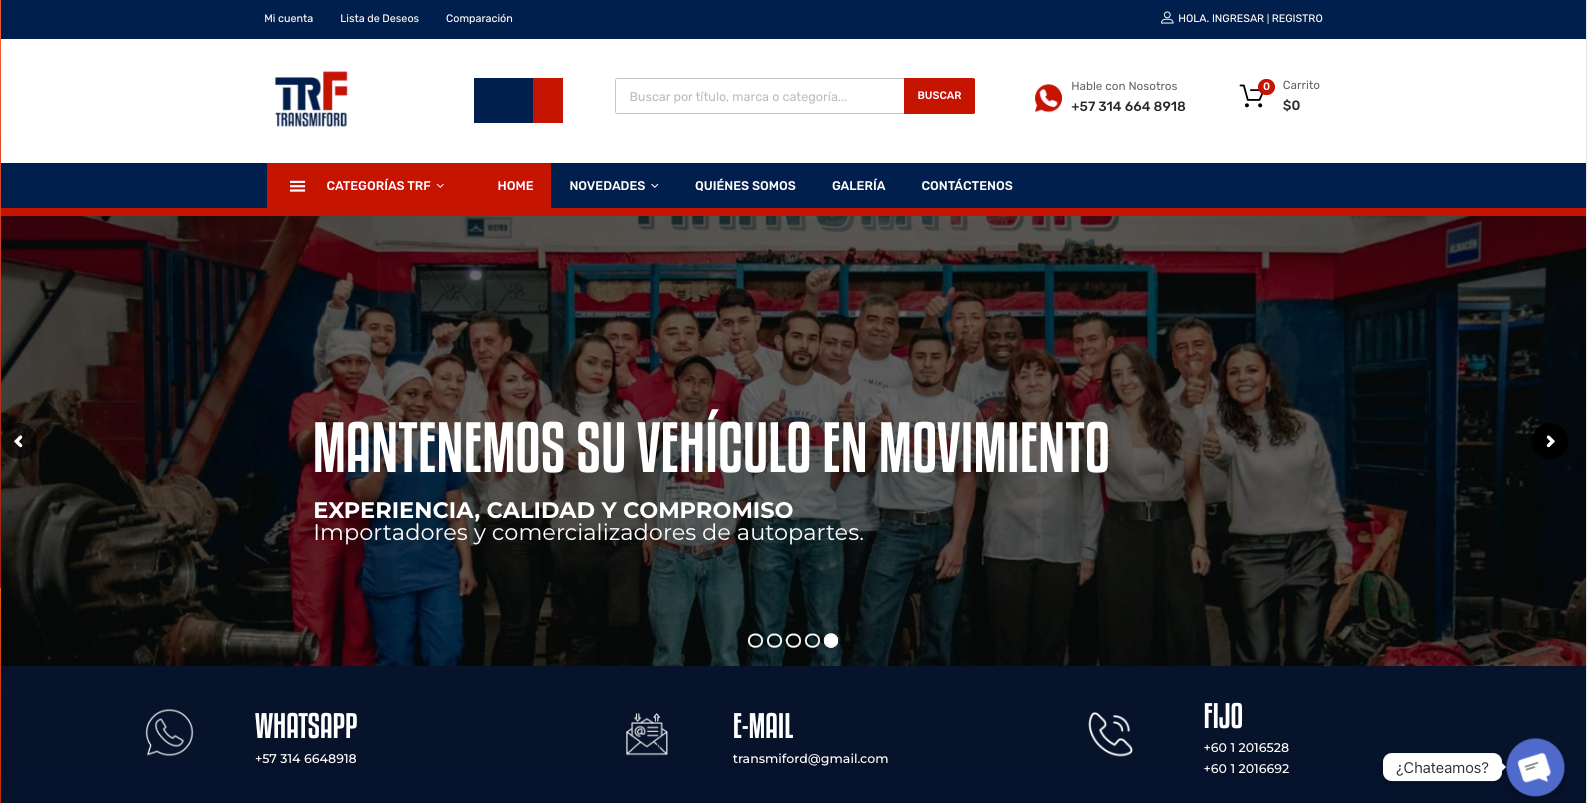 Mi cuenta Lista de Deseos Comparación HOLA. INGRESAR | REGISTRO
TRF
TRANSMIFORD
Buscar por título, marca o categoría...
BUSCAR
Hable con Nosotros
+57 314 664 8918
0
Carrito
$0
CATEGORÍAS TRF HOME NOVEDADES QUIÉNES SOMOS GALERÍA CONTÁCTENOS
ALMACÉN
MANTENEMOS SU VEHÍCULO EN MOVIMIENTO
EXPERIENCIA, CALIDAD Y COMPROMISO
Importadores y comercializadores de autopartes.
WHATSAPP
+57 314 6648918
E-MAIL
transmiford@gmail.com
FIJO
+60 1 2016528
+60 1 2016692
¿Chateamos?